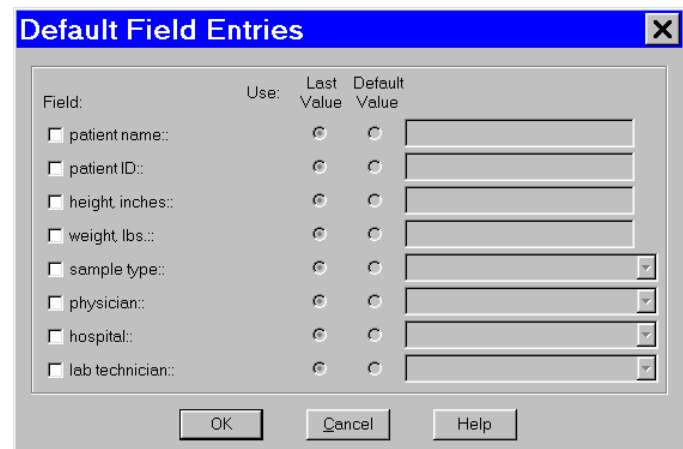 Default Field Entries
Field: Use: Last Value Default Value
patient name::
patient ID::
height, inches::
weight, lbs.::
sample type::
physician::
hospital::
lab technician::
OK Cancel Help